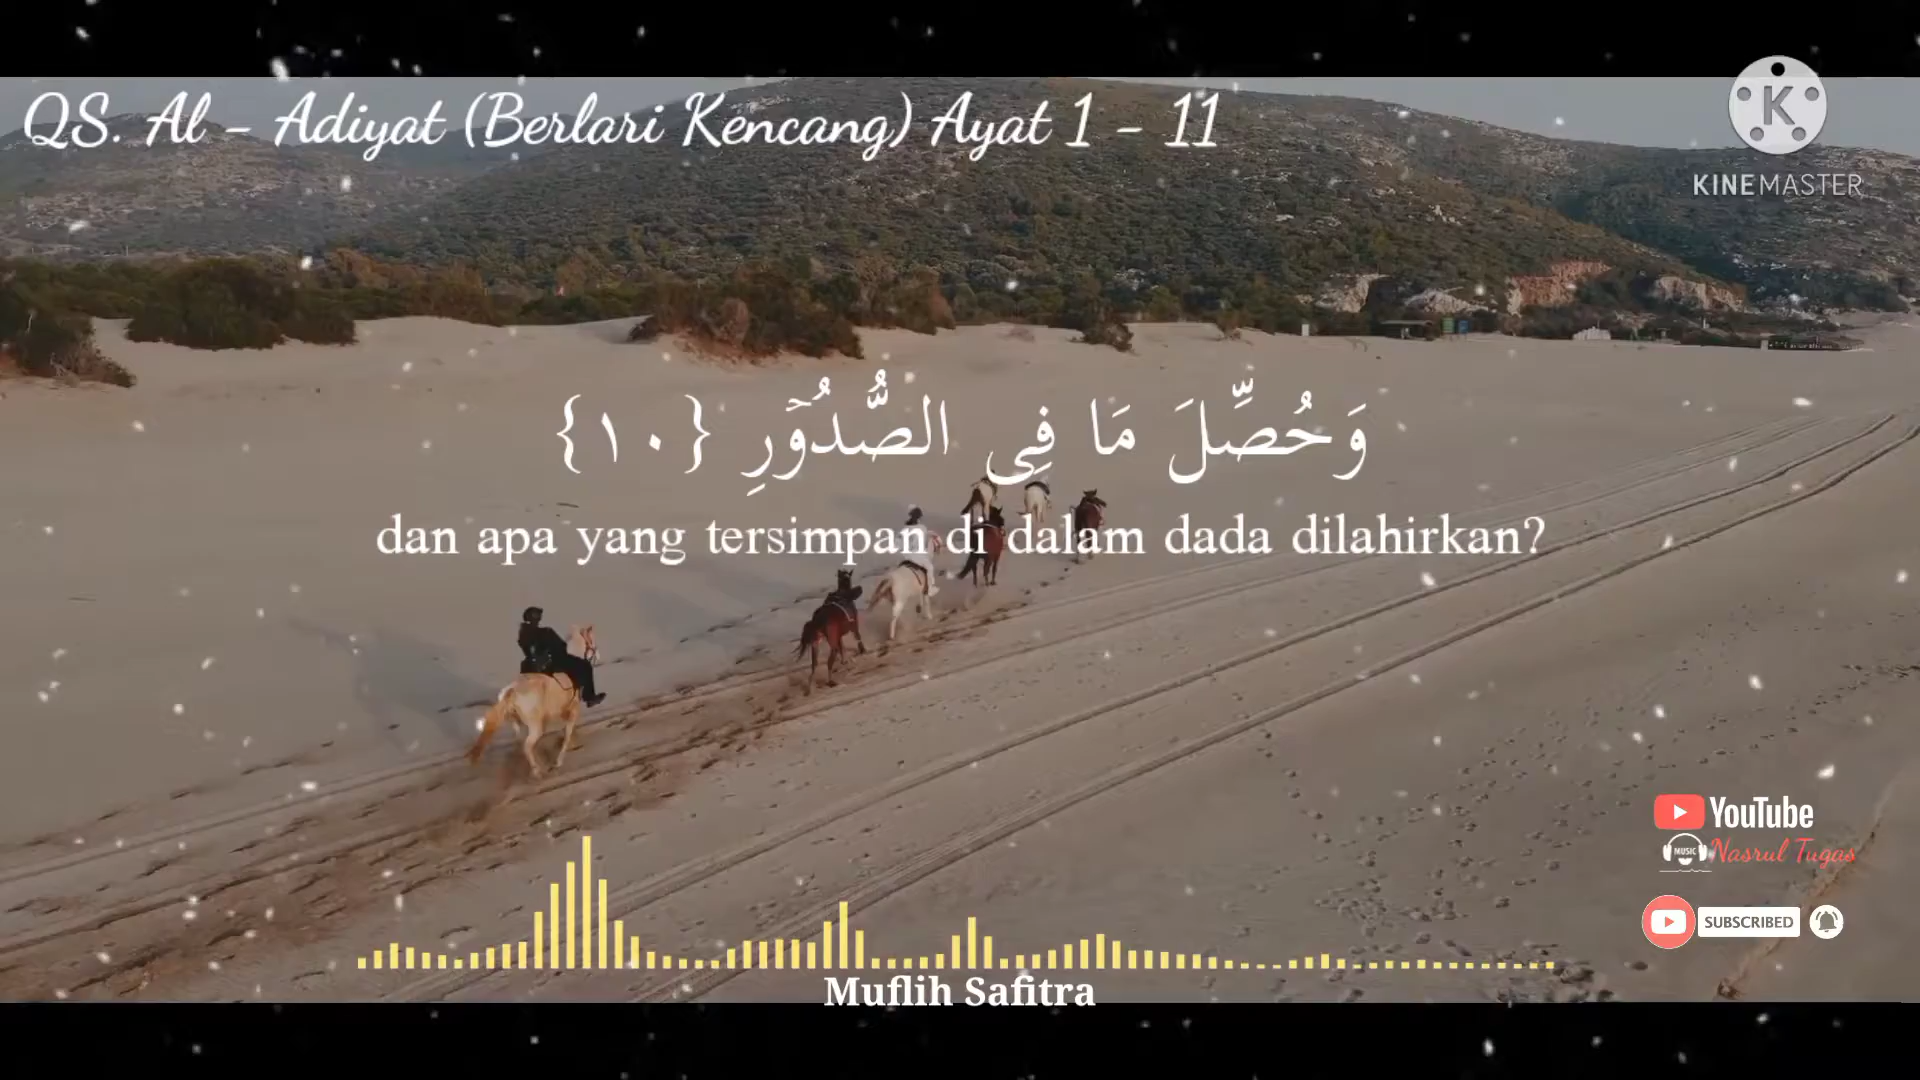 QS. Al - Adiyat (Berlari Kencang) Ayat 1 - 11
K
KINEMASTER
وَحُصِّلَ مَا فِى الصُّدُوۡرِ {١٠}
dan apa yang tersimpan di dalam dada dilahirkan?
YouTube
MUSIC
Nasrul Tugas
SUBSCRIBED
Muflih Safitra